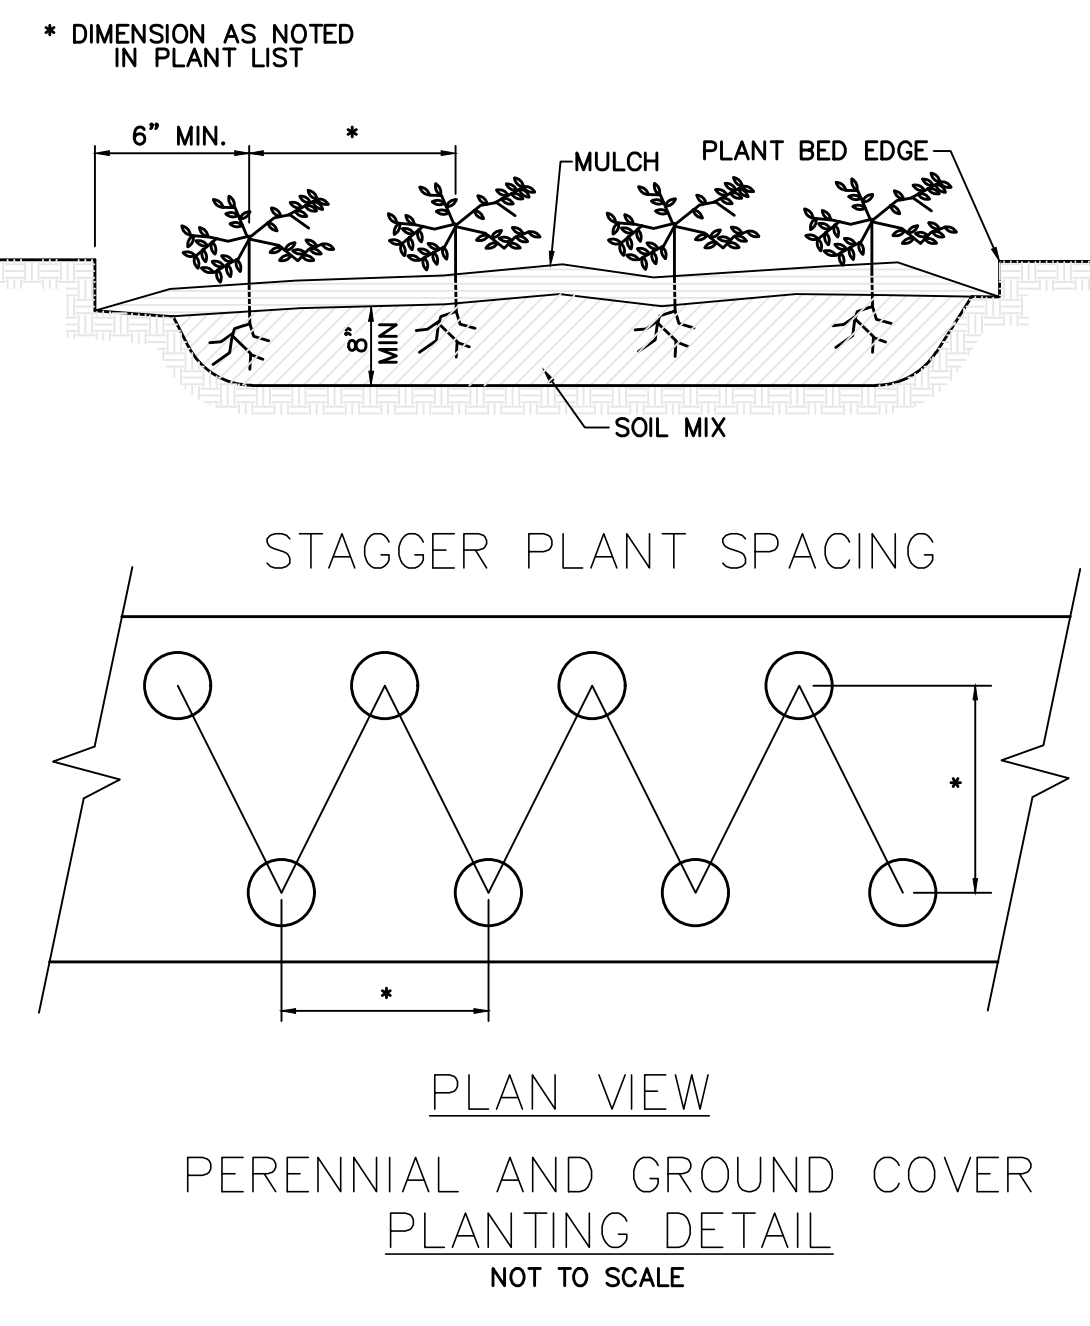 * DIMENSION AS NOTED
IN PLANT LIST
6" MIN.
*
MULCH
PLANT BED EDGE
8"
MIN
SOIL MIX
STAGGER PLANT SPACING
*
*
PLAN VIEW
PERENNIAL AND GROUND COVER
PLANTING DETAIL
NOT TO SCALE